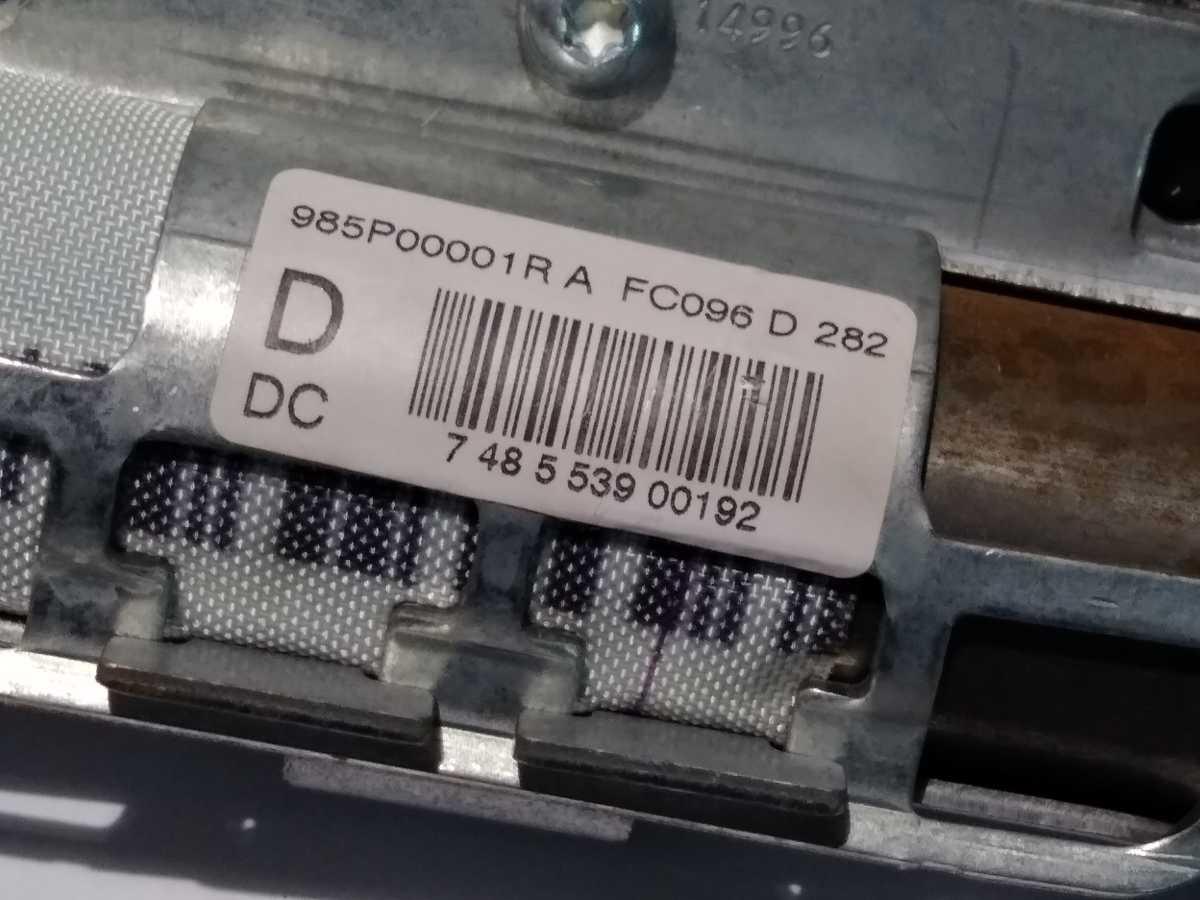 14996
985P00001R A FC096 D 282
D
DC
7 48 5 539 00192